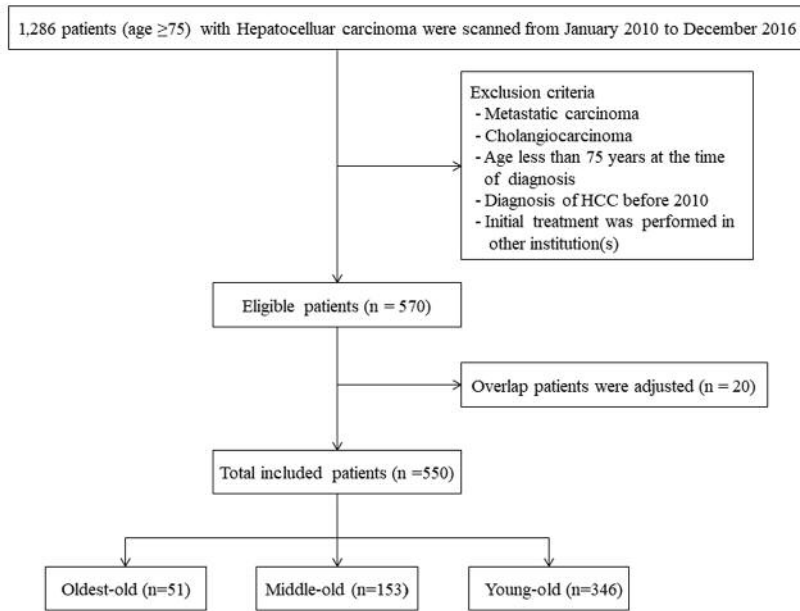 1,286 patients (age ≥75) with Hepatocelluar carcinoma were scanned from January 2010 to December 2016
Exclusion criteria
- Metastatic carcinoma
- Cholangiocarcinoma
- Age less than 75 years at the time
of diagnosis
- Diagnosis of HCC before 2010
- Initial treatment was performed in
other institution(s)
Eligible patients (n = 570)
Overlap patients were adjusted (n = 20)
Total included patients (n =550)
Oldest-old (n=51)
Middle-old (n=153)
Young-old (n=346)